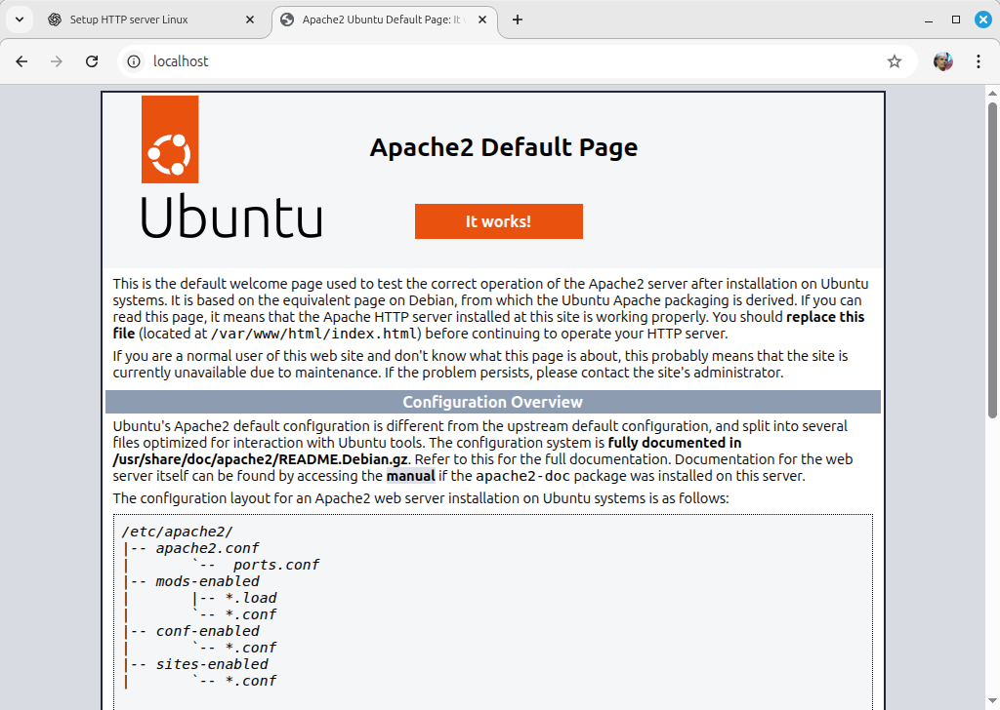 Setup HTTP server Linux
Apache2 Ubuntu Default Page: It
localhost
Apache2 Default Page
Ubuntu
It works!
This is the default welcome page used to test the correct operation of the Apache2 server after installation on Ubuntu
systems. It is based on the equivalent page on Debian, from which the Ubuntu Apache packaging is derived. If you can
read this page, it means that the Apache HTTP server installed at this site is working properly. You should replace this
file (located at /var/www/html/index.html) before continuing to operate your HTTP server.
If you are a normal user of this web site and don't know what this page is about, this probably means that the site is
currently unavailable due to maintenance. If the problem persists, please contact the site's administrator.
Configuration Overview
Ubuntu's Apache2 default configuration is different from the upstream default configuration, and split into several
files optimized for interaction with Ubuntu tools. The configuration system is fully documented in
/usr/share/doc/apache2/README.Debian.gz. Refer to this for the full documentation. Documentation for the web
server itself can be found by accessing the manual if the apache2-doc package was installed on this server.
The configuration layout for an Apache2 web server installation on Ubuntu systems is as follows:
/etc/apache2/
|-- apache2.conf
|       `--  ports.conf
|-- mods-enabled
|       |-- *.load
|       `-- *.conf
|-- conf-enabled
|       `-- *.conf
|-- sites-enabled
|       `-- *.conf